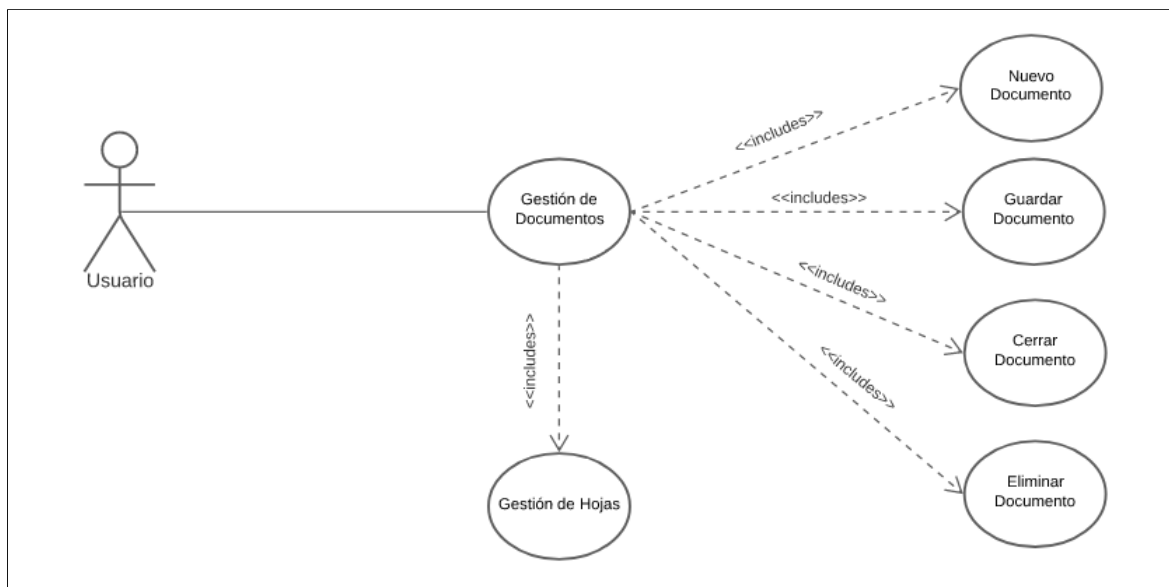 Nuevo
Documento
<<includes>>
Gestión de
Documentos
<<includes>>
Guardar
Documento
Usuario
<<includes>>
Cerrar
Documento
<<includes>>
<<includes>>
Gestión de Hojas
Eliminar
Documento